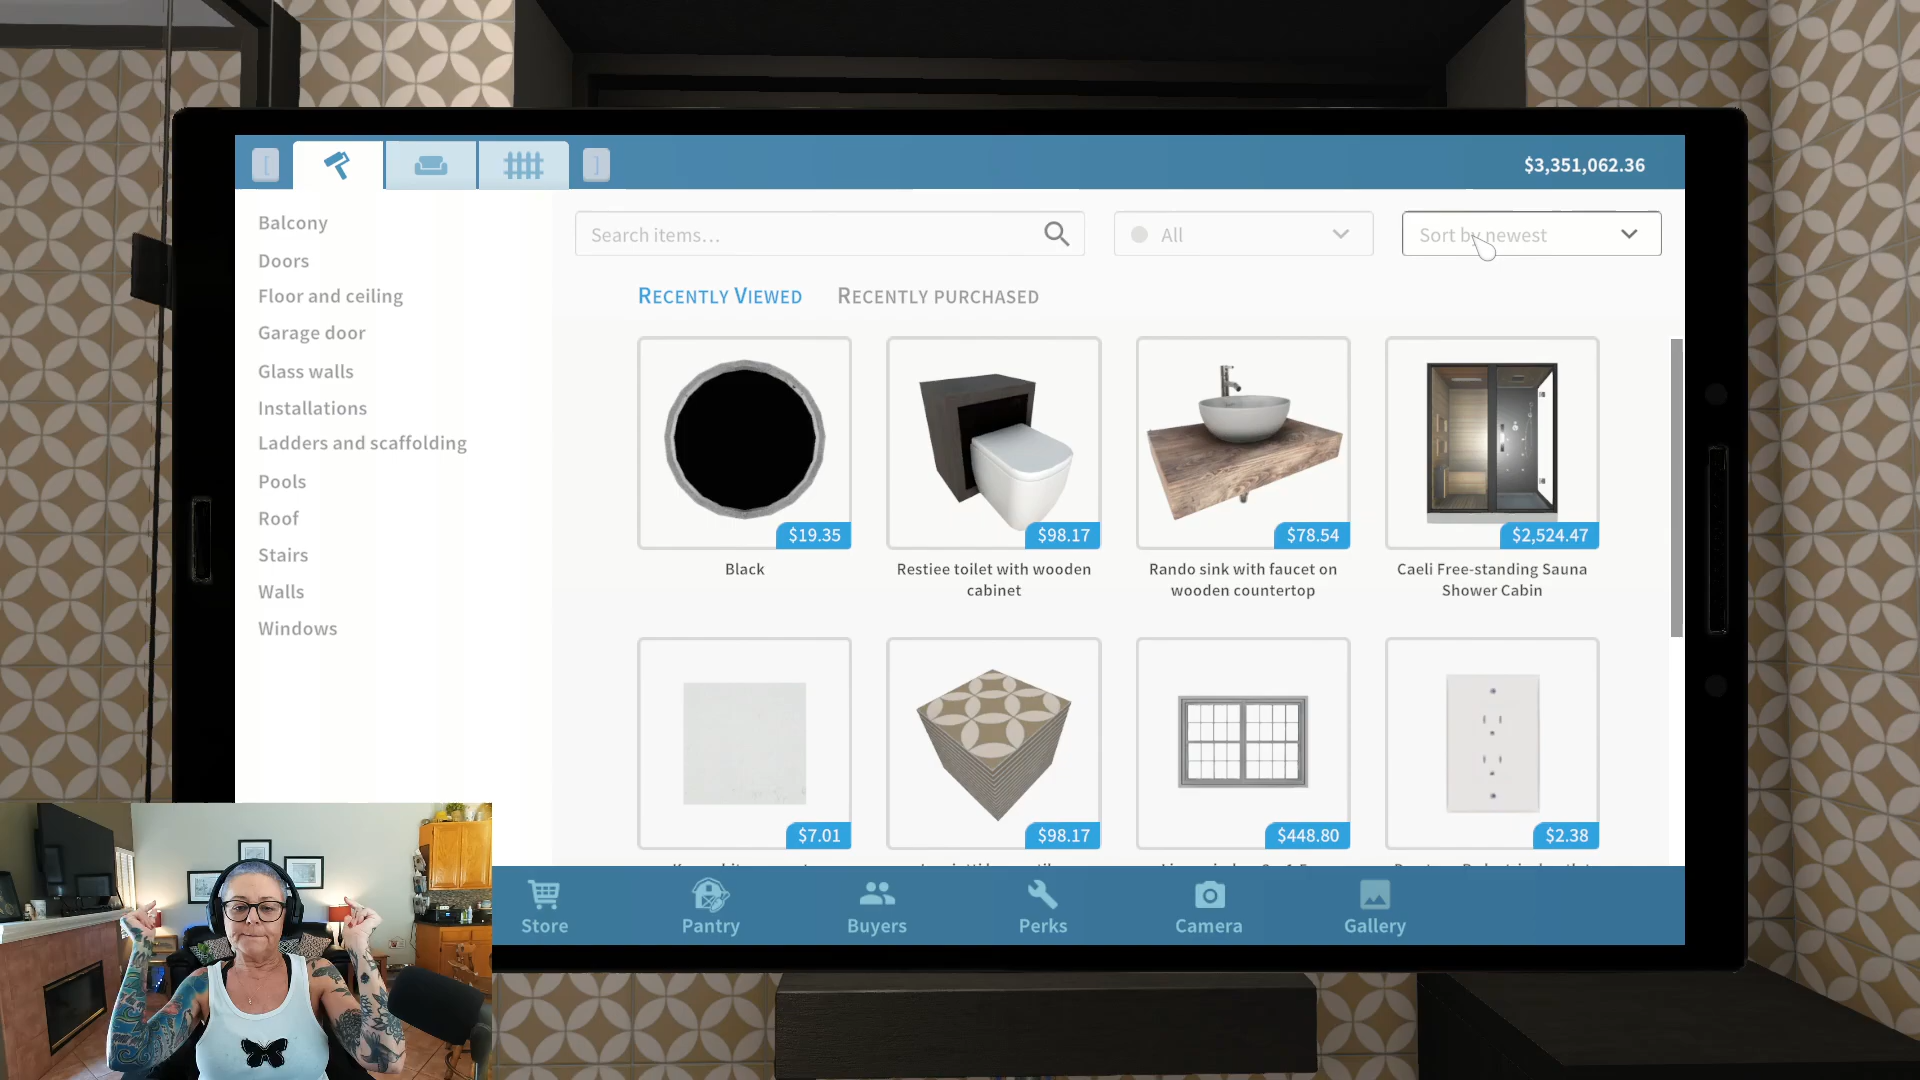 [
]
$3,351,062.36
Balcony
Doors
Floor and ceiling
Garage door
Glass walls
Installations
Ladders and scaffolding
Pools
Roof
Stairs
Walls
Windows
Search items...
All
Sort by newest
RECENTLY VIEWED
RECENTLY PURCHASED
$19.35
Black
$98.17
Restiee toilet with wooden
cabinet
$78.54
Rando sink with faucet on
wooden countertop
$2,524.47
Caeli Free-standing Sauna
Shower Cabin
$7.01
$98.17
$448.80
$2.38
Store
Pantry
Buyers
Perks
Camera
Gallery